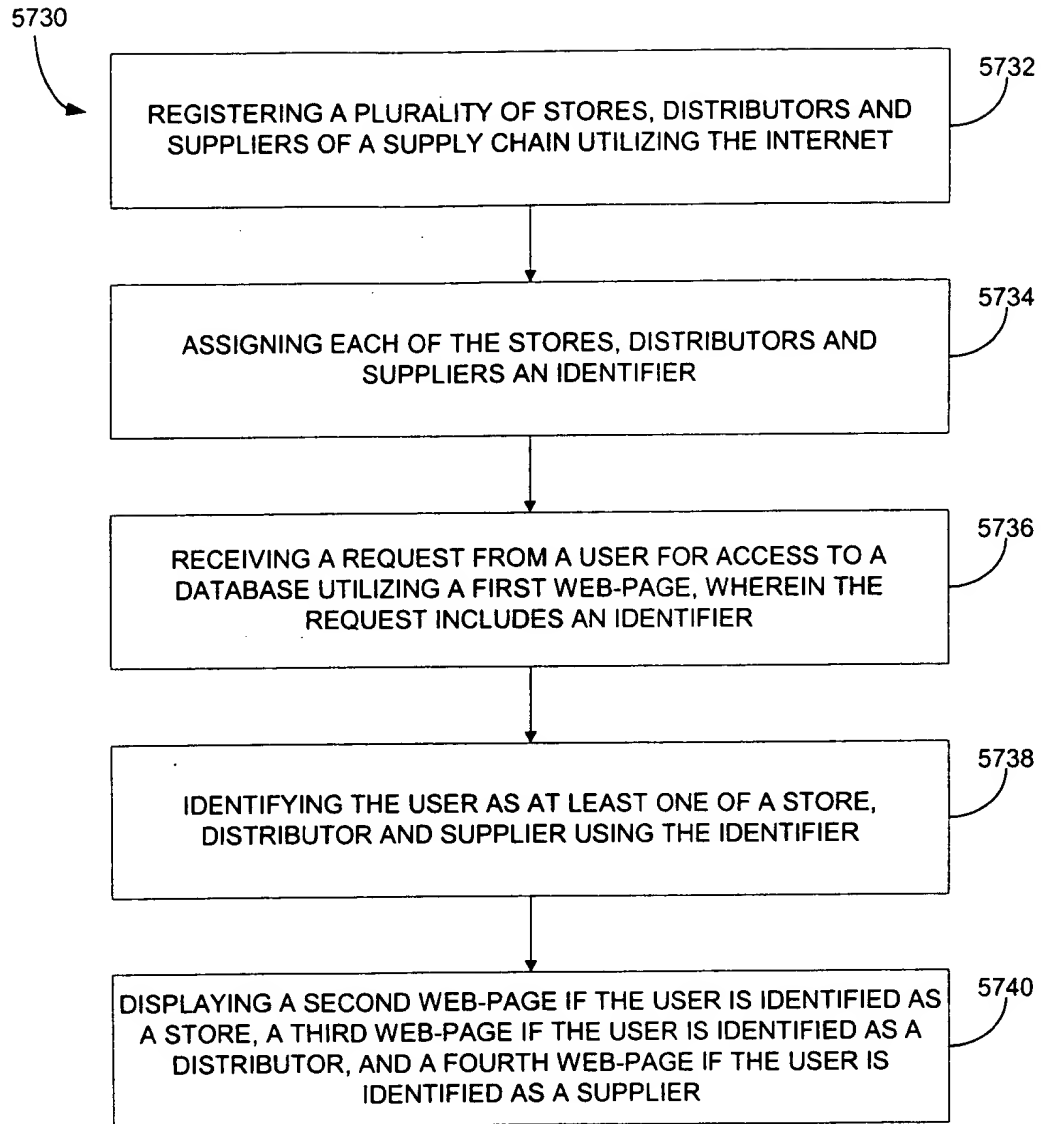 5730
5732
REGISTERING A PLURALITY OF STORES, DISTRIBUTORS AND
SUPPLIERS OF A SUPPLY CHAIN UTILIZING THE INTERNET
5734
ASSIGNING EACH OF THE STORES, DISTRIBUTORS AND
SUPPLIERS AN IDENTIFIER
5736
RECEIVING A REQUEST FROM A USER FOR ACCESS TO A
DATABASE UTILIZING A FIRST WEB-PAGE, WHEREIN THE
REQUEST INCLUDES AN IDENTIFIER
5738
IDENTIFYING THE USER AS AT LEAST ONE OF A STORE,
DISTRIBUTOR AND SUPPLIER USING THE IDENTIFIER
5740
DISPLAYING A SECOND WEB-PAGE IF THE USER IS IDENTIFIED AS
A STORE, A THIRD WEB-PAGE IF THE USER IS IDENTIFIED AS A
DISTRIBUTOR, AND A FOURTH WEB-PAGE IF THE USER IS
IDENTIFIED AS A SUPPLIER